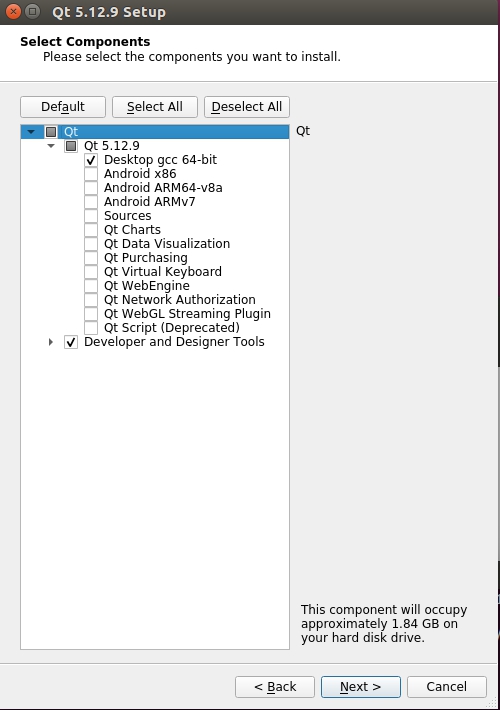 Qt 5.12.9 Setup
Select Components
Please select the components you want to install.
Default
Select All
Deselect All
Qt
Qt
Qt 5.12.9
Desktop gcc 64-bit
Android x86
Android ARM64-v8a
Android ARMv7
Sources
Qt Charts
Qt Data Visualization
Qt Purchasing
Qt Virtual Keyboard
Qt WebEngine
Qt Network Authorization
Qt WebGL Streaming Plugin
Qt Script (Deprecated)
Developer and Designer Tools
This component will occupy
approximately 1.84 GB on
your hard disk drive.
< Back
Next >
Cancel